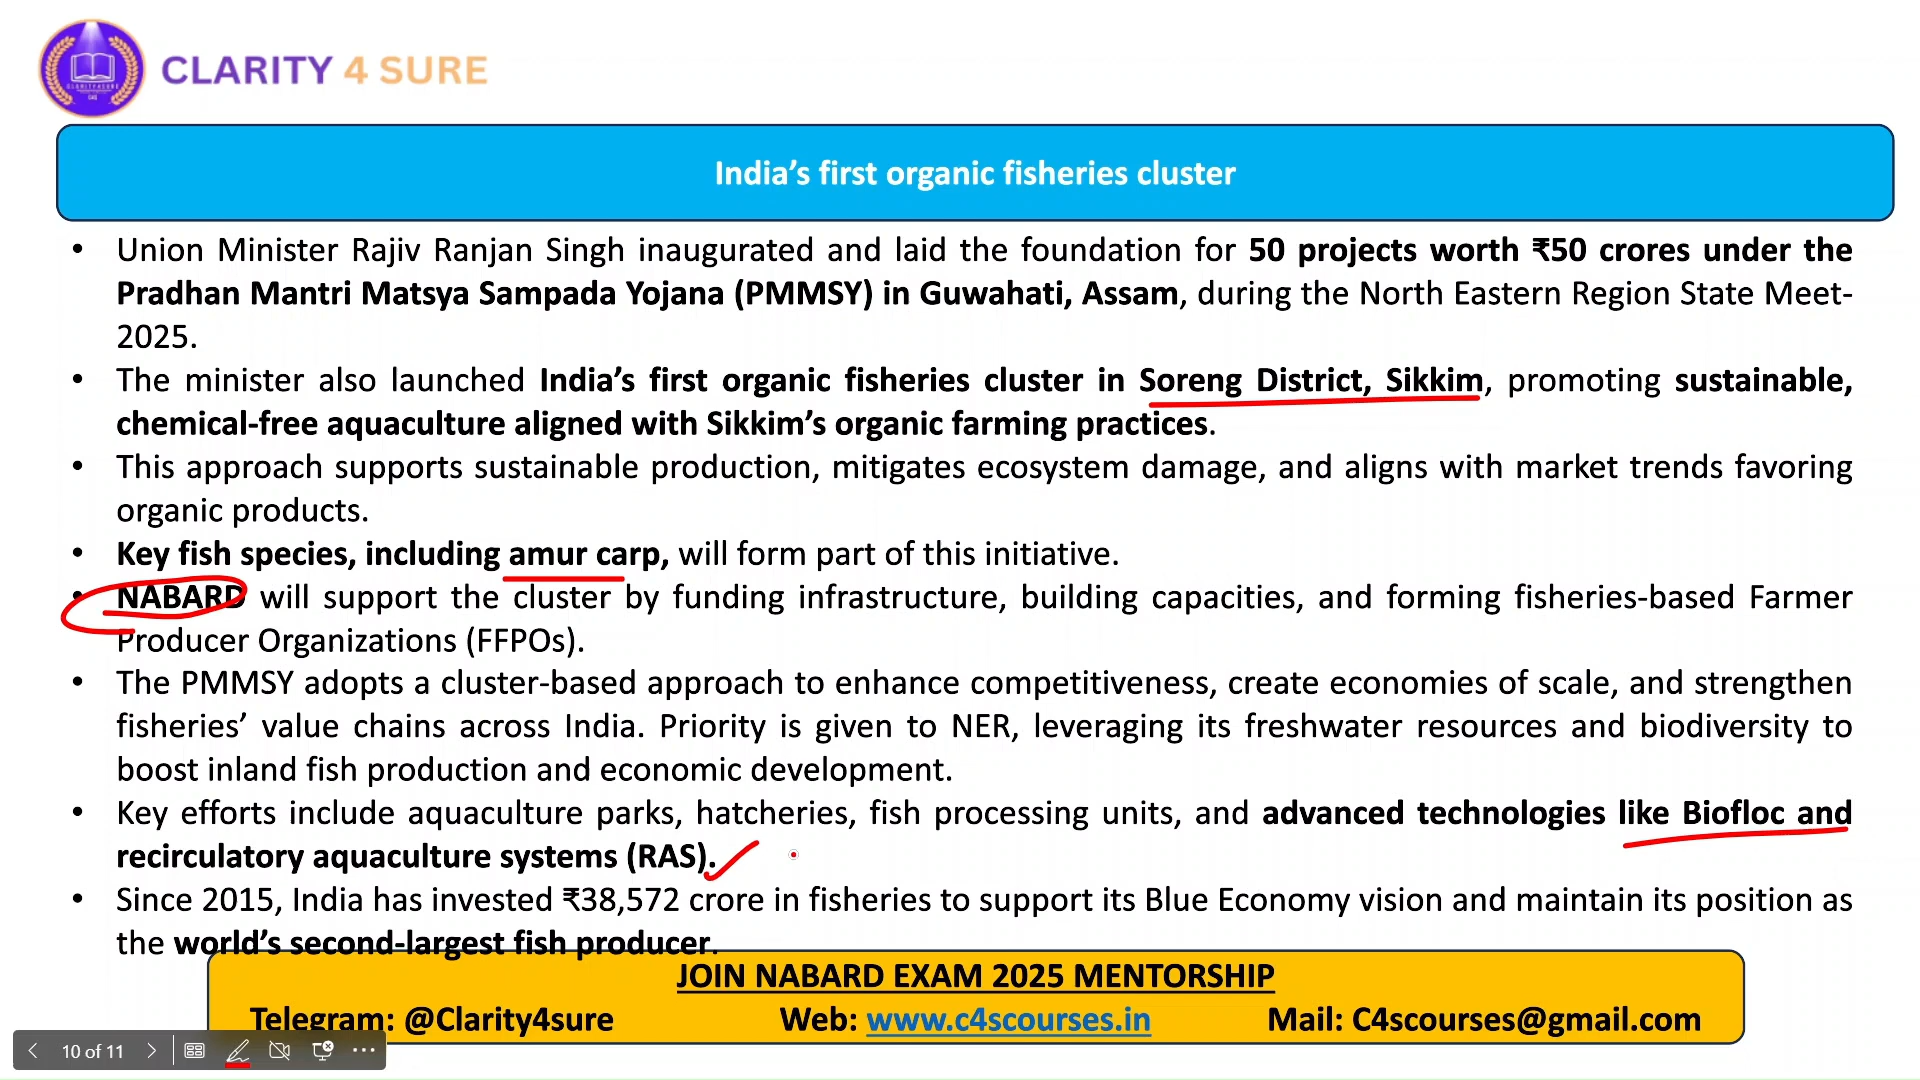 CLARITY 4 SURE
India's first organic fisheries cluster
• Union Minister Rajiv Ranjan Singh inaugurated and laid the foundation for 50 projects worth ₹50 crores under the
Pradhan Mantri Matsya Sampada Yojana (PMMSY) in Guwahati, Assam, during the North Eastern Region State Meet-
2025.
• The minister also launched India's first organic fisheries cluster in Soreng District, Sikkim, promoting sustainable,
chemical-free aquaculture aligned with Sikkim's organic farming practices.
• This approach supports sustainable production, mitigates ecosystem damage, and aligns with market trends favoring
organic products.
• Key fish species, including amur carp, will form part of this initiative.
• NABARD will support the cluster by funding infrastructure, building capacities, and forming fisheries-based Farmer
Producer Organizations (FFPOs).
• The PMMSY adopts a cluster-based approach to enhance competitiveness, create economies of scale, and strengthen
fisheries' value chains across India. Priority is given to NER, leveraging its freshwater resources and biodiversity to
boost inland fish production and economic development.
• Key efforts include aquaculture parks, hatcheries, fish processing units, and advanced technologies like Biofloc and
recirculatory aquaculture systems (RAS).
• Since 2015, India has invested ₹38,572 crore in fisheries to support its Blue Economy vision and maintain its position as
the world's second-largest fish producer.
JOIN NABARD EXAM 2025 MENTORSHIP
Telegram: @Clarity4sure Web: www.c4scourses.in Mail: C4scourses@gmail.com
10 of 11